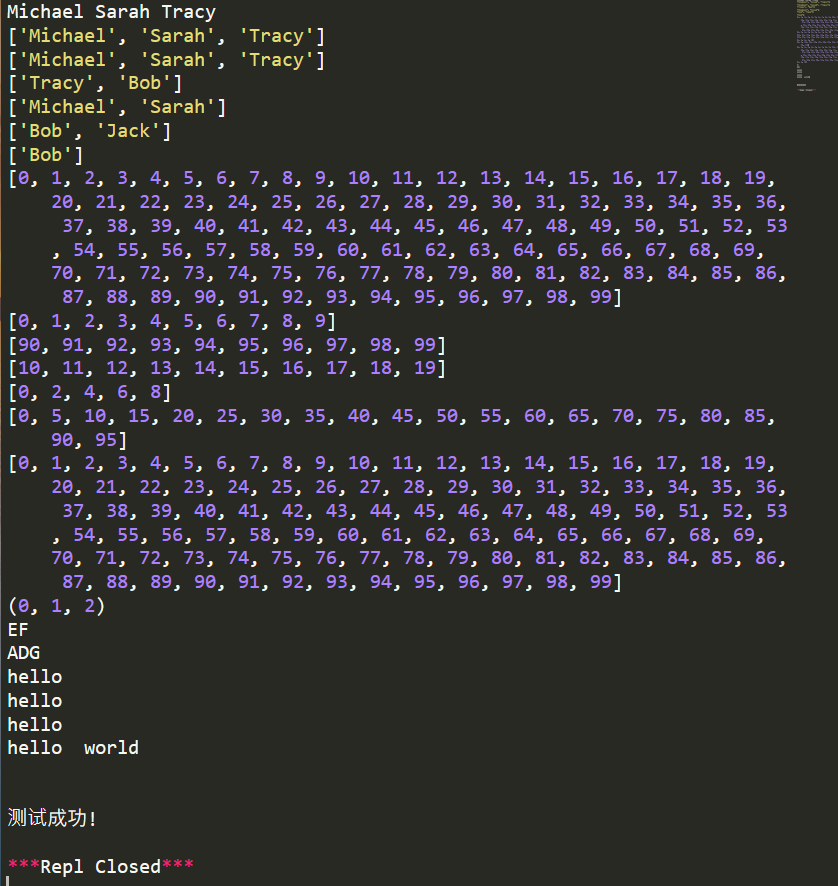 Michael Sarah Tracy
['Michael', 'Sarah', 'Tracy']
['Michael', 'Sarah', 'Tracy']
['Tracy', 'Bob']
['Michael', 'Sarah']
['Bob', 'Jack']
['Bob']
[0, 1, 2, 3, 4, 5, 6, 7, 8, 9, 10, 11, 12, 13, 14, 15, 16, 17, 18, 19,
20, 21, 22, 23, 24, 25, 26, 27, 28, 29, 30, 31, 32, 33, 34, 35, 36,
37, 38, 39, 40, 41, 42, 43, 44, 45, 46, 47, 48, 49, 50, 51, 52, 53
, 54, 55, 56, 57, 58, 59, 60, 61, 62, 63, 64, 65, 66, 67, 68, 69,
70, 71, 72, 73, 74, 75, 76, 77, 78, 79, 80, 81, 82, 83, 84, 85, 86,
87, 88, 89, 90, 91, 92, 93, 94, 95, 96, 97, 98, 99]
[0, 1, 2, 3, 4, 5, 6, 7, 8, 9]
[90, 91, 92, 93, 94, 95, 96, 97, 98, 99]
[10, 11, 12, 13, 14, 15, 16, 17, 18, 19]
[0, 2, 4, 6, 8]
[0, 5, 10, 15, 20, 25, 30, 35, 40, 45, 50, 55, 60, 65, 70, 75, 80, 85,
90, 95]
[0, 1, 2, 3, 4, 5, 6, 7, 8, 9, 10, 11, 12, 13, 14, 15, 16, 17, 18, 19,
20, 21, 22, 23, 24, 25, 26, 27, 28, 29, 30, 31, 32, 33, 34, 35, 36,
37, 38, 39, 40, 41, 42, 43, 44, 45, 46, 47, 48, 49, 50, 51, 52, 53
, 54, 55, 56, 57, 58, 59, 60, 61, 62, 63, 64, 65, 66, 67, 68, 69,
70, 71, 72, 73, 74, 75, 76, 77, 78, 79, 80, 81, 82, 83, 84, 85, 86,
87, 88, 89, 90, 91, 92, 93, 94, 95, 96, 97, 98, 99]
(0, 1, 2)
EF
ADG
hello
hello
hello
hello  world
测试成功!
***Repl Closed***